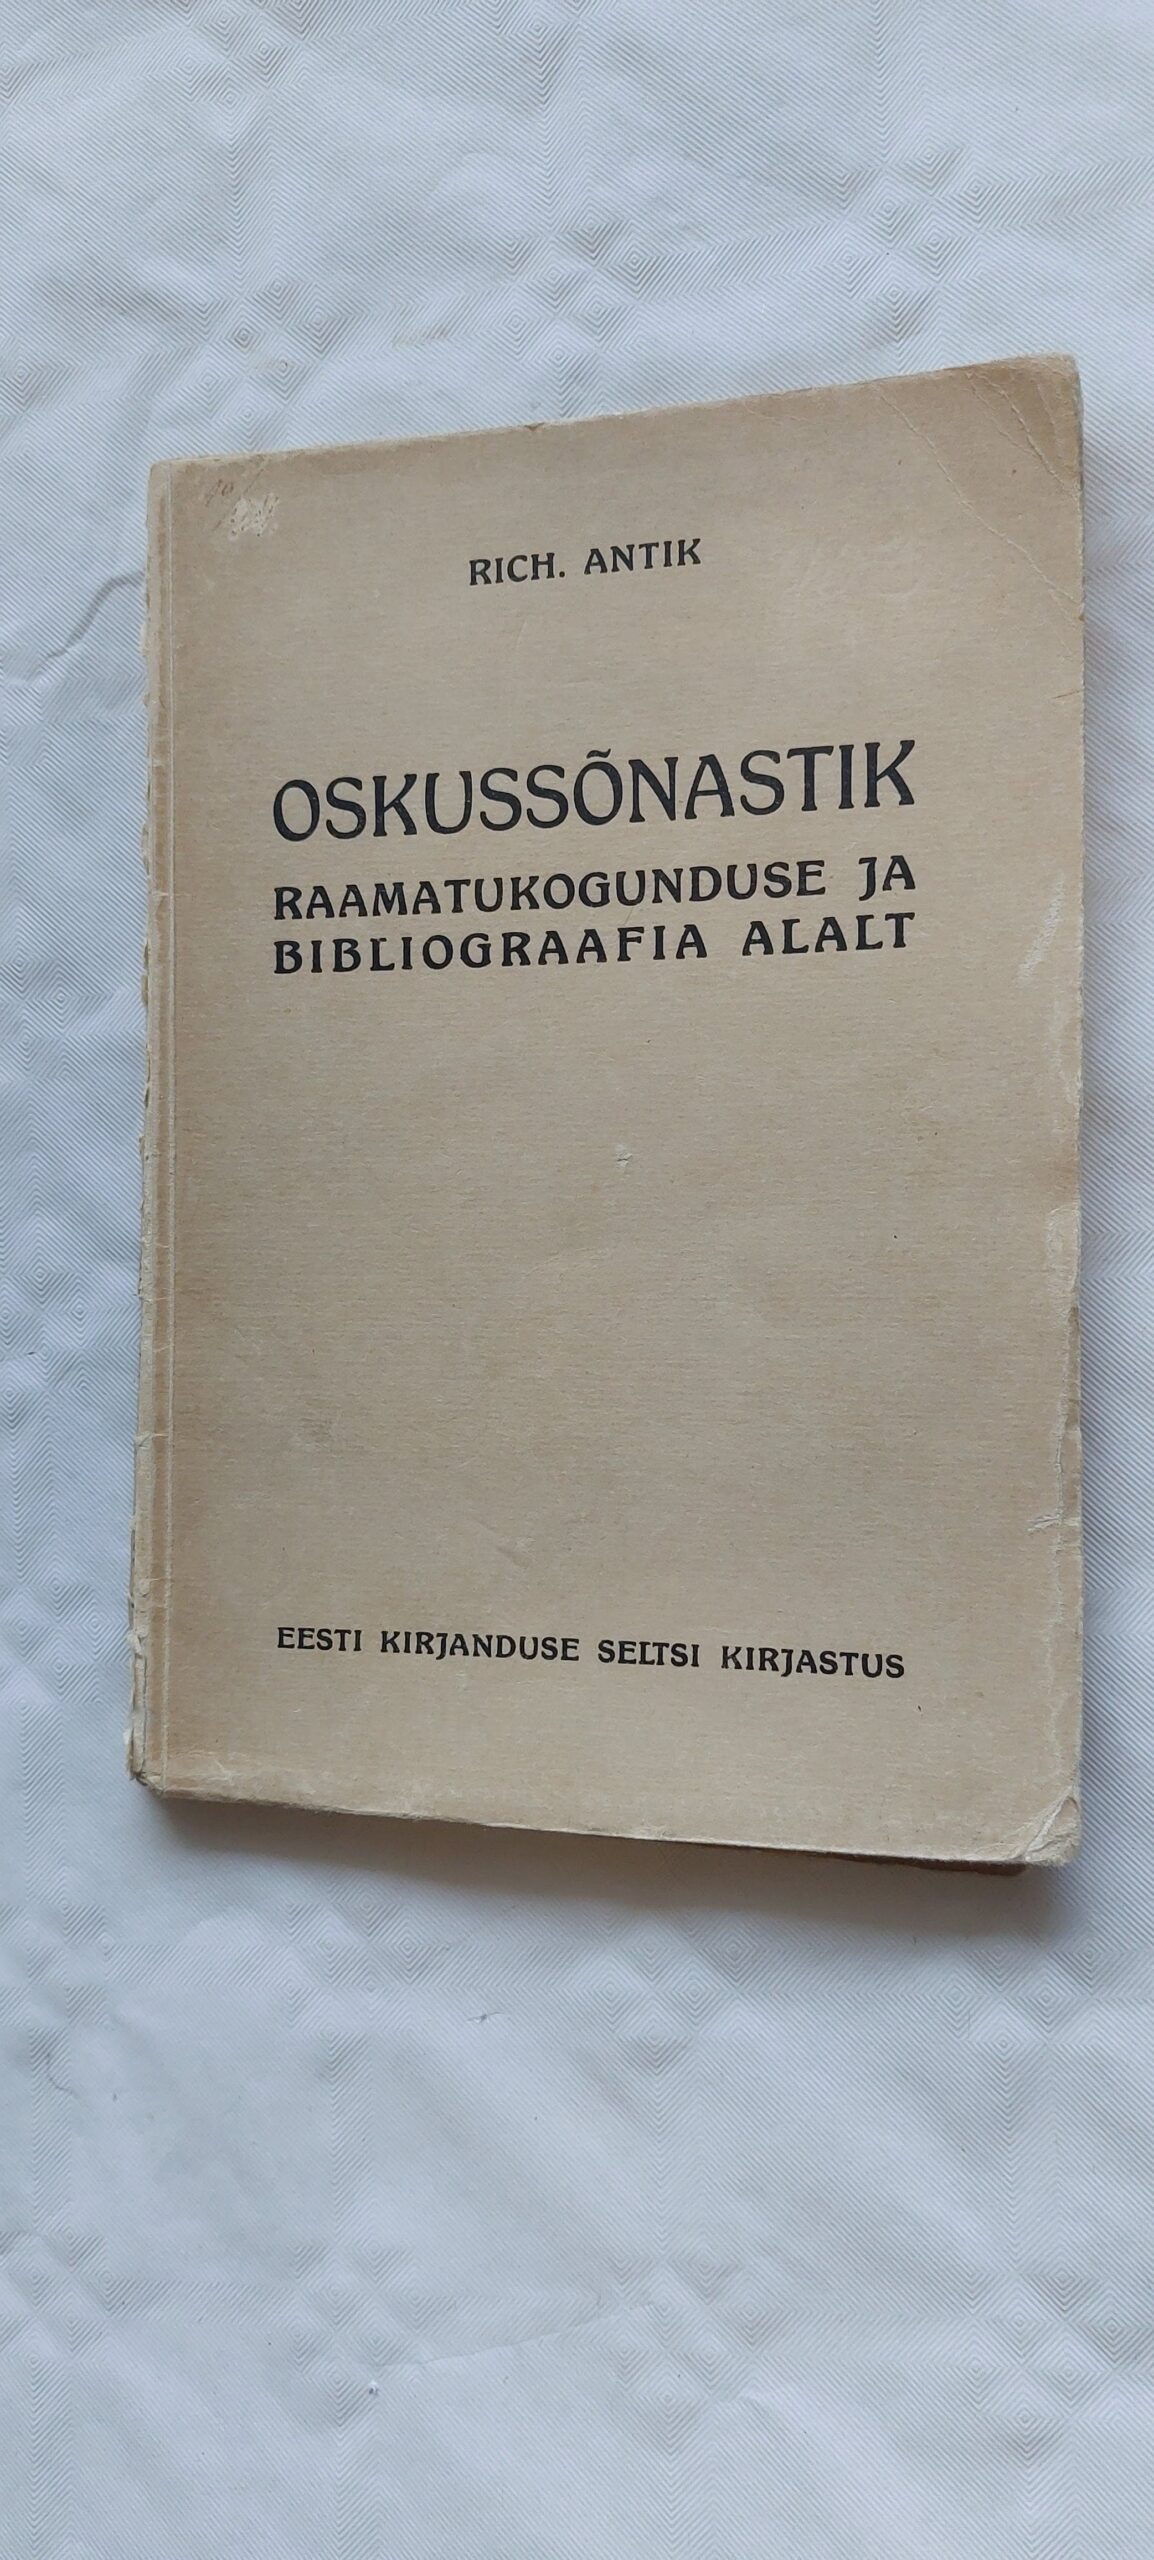 RICH. ANTIK
OSKUSSÕNASTIK
RAAMATUKOGUNDUSE JA
BIBLIOGRAAFIA ALALT
EESTI KIRJANDUSE SELTSI KIRJASTUS